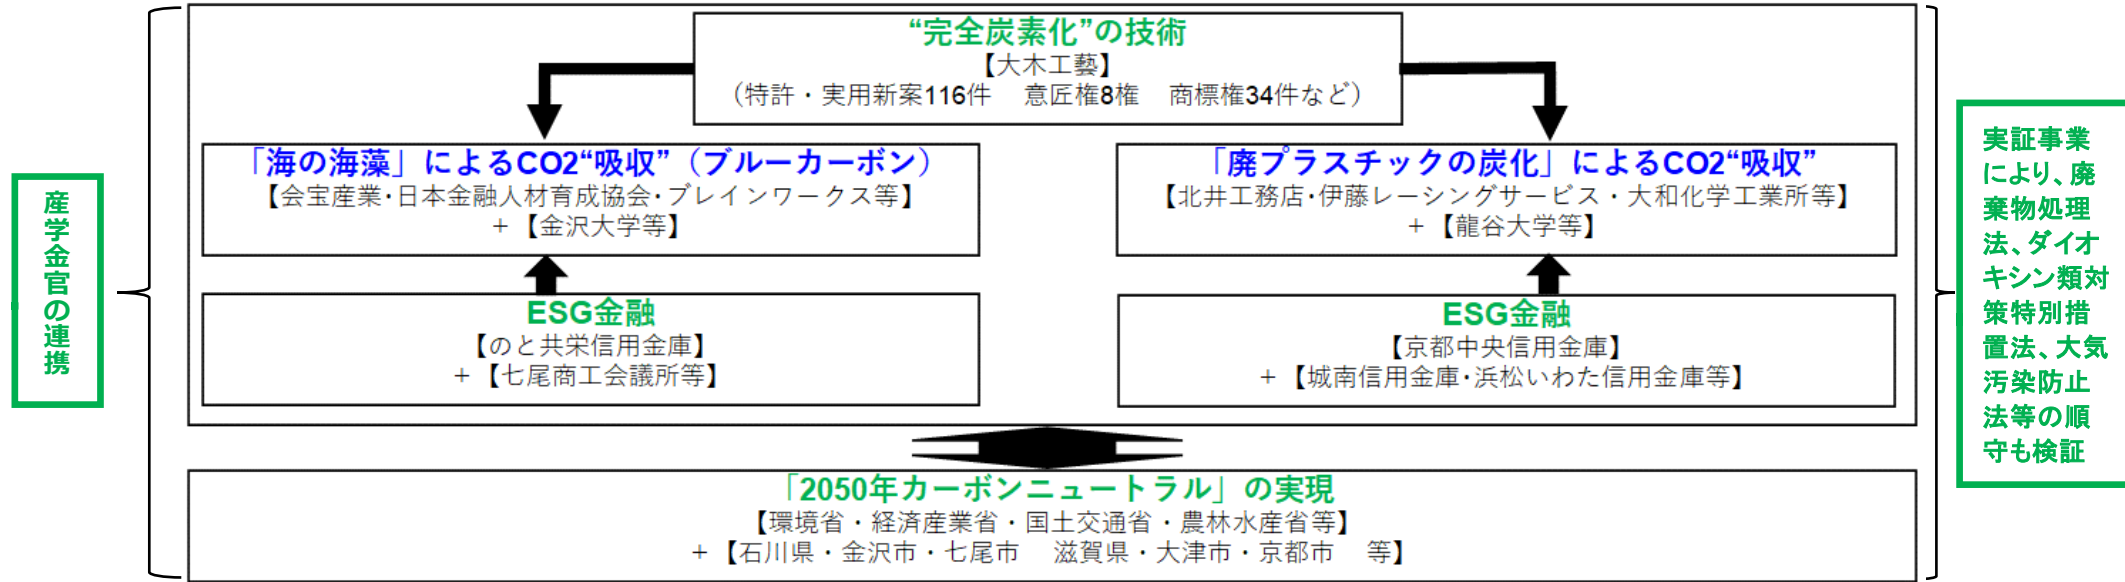 “完全炭素化”の技術
【大木工藝】
（特許・実用新案116件　意匠権8権　商標権34件など）
「海の海藻」によるCO2“吸収”（ブルーカーボン）
【会宝産業･日本金融人材育成協会･ブレインワークス等】
＋【金沢大学等】
「廃プラスチックの炭化」によるCO2“吸収”
【北井工務店･伊藤レーシングサービス・大和化学工業所等】
＋【龍谷大学等】
ESG金融
【のと共栄信用金庫】
＋【七尾商工会議所等】
ESG金融
【京都中央信用金庫】
＋【城南信用金庫･浜松いわた信用金庫等】
「2050年カーボンニュートラル」の実現
【環境省・経済産業省・国土交通省・農林水産省等】
＋【石川県・金沢市・七尾市　滋賀県・大津市・京都市　等】
産学金官の連携
実証事業
により、廃
棄物処理
法、ダイオ
キシン類対
策特別措
置法、大気
汚染防止
法等の順
守も検証